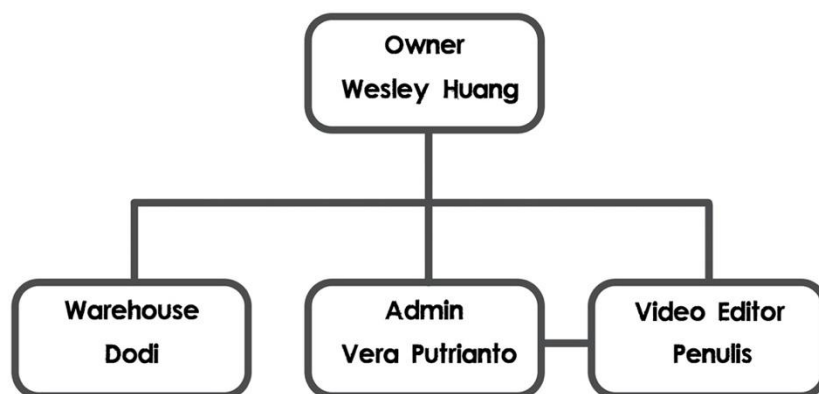 Owner
Wesley Huang
Warehouse
Dodi
Admin
Vera Putrianto
Video Editor
Penulis